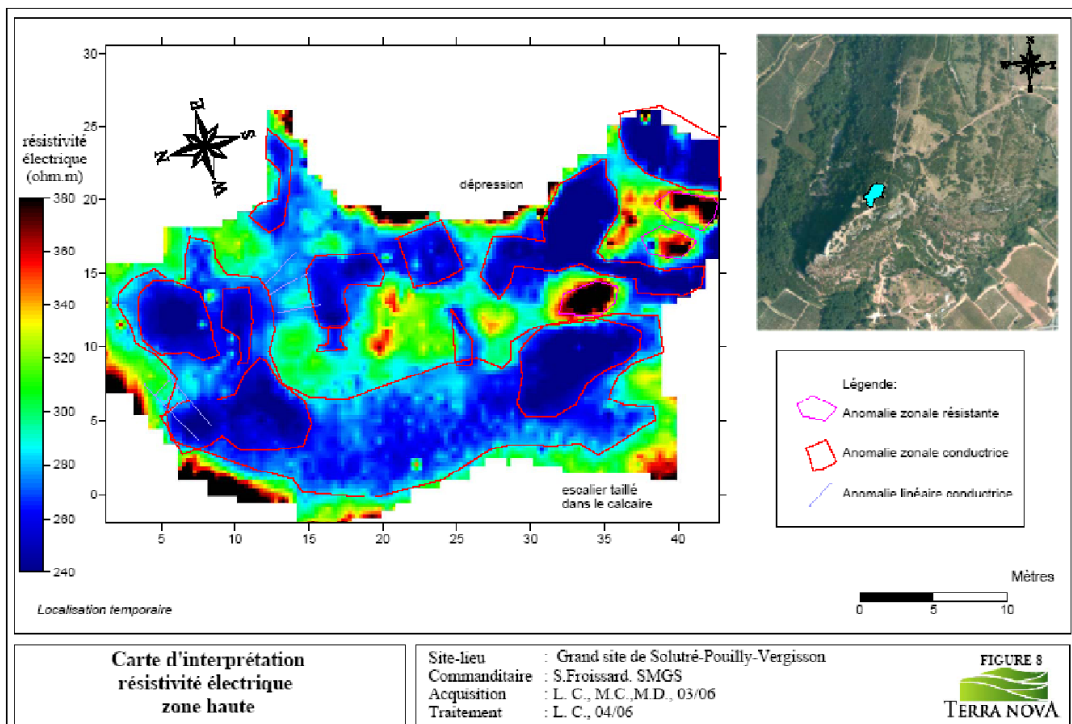 30
25
20
15
10
5
0
5
10
15
20
25
30
35
40
résistivité
électrique
(ohm.m)
380
360
340
320
300
280
260
240
E
S
W
N
dépression
escalier taillé
dans le calcaire
Localisation temporaire
Légende:
Anomalie zonale résistante
Anomalie zonale conductrice
Anomalie linéaire conductrice
Mètres
0
5
10
Carte d'interprétation
résistivité électrique
zone haute
Site-lieu : Grand site de Solutré-Pouilly-Vergisson
Commanditaire : S.Froissard. SMGS
Acquisition : L. C., M.C.,M.D., 03/06
Traitement : L. C., 04/06
FIGURE 8
TERRA NOVA